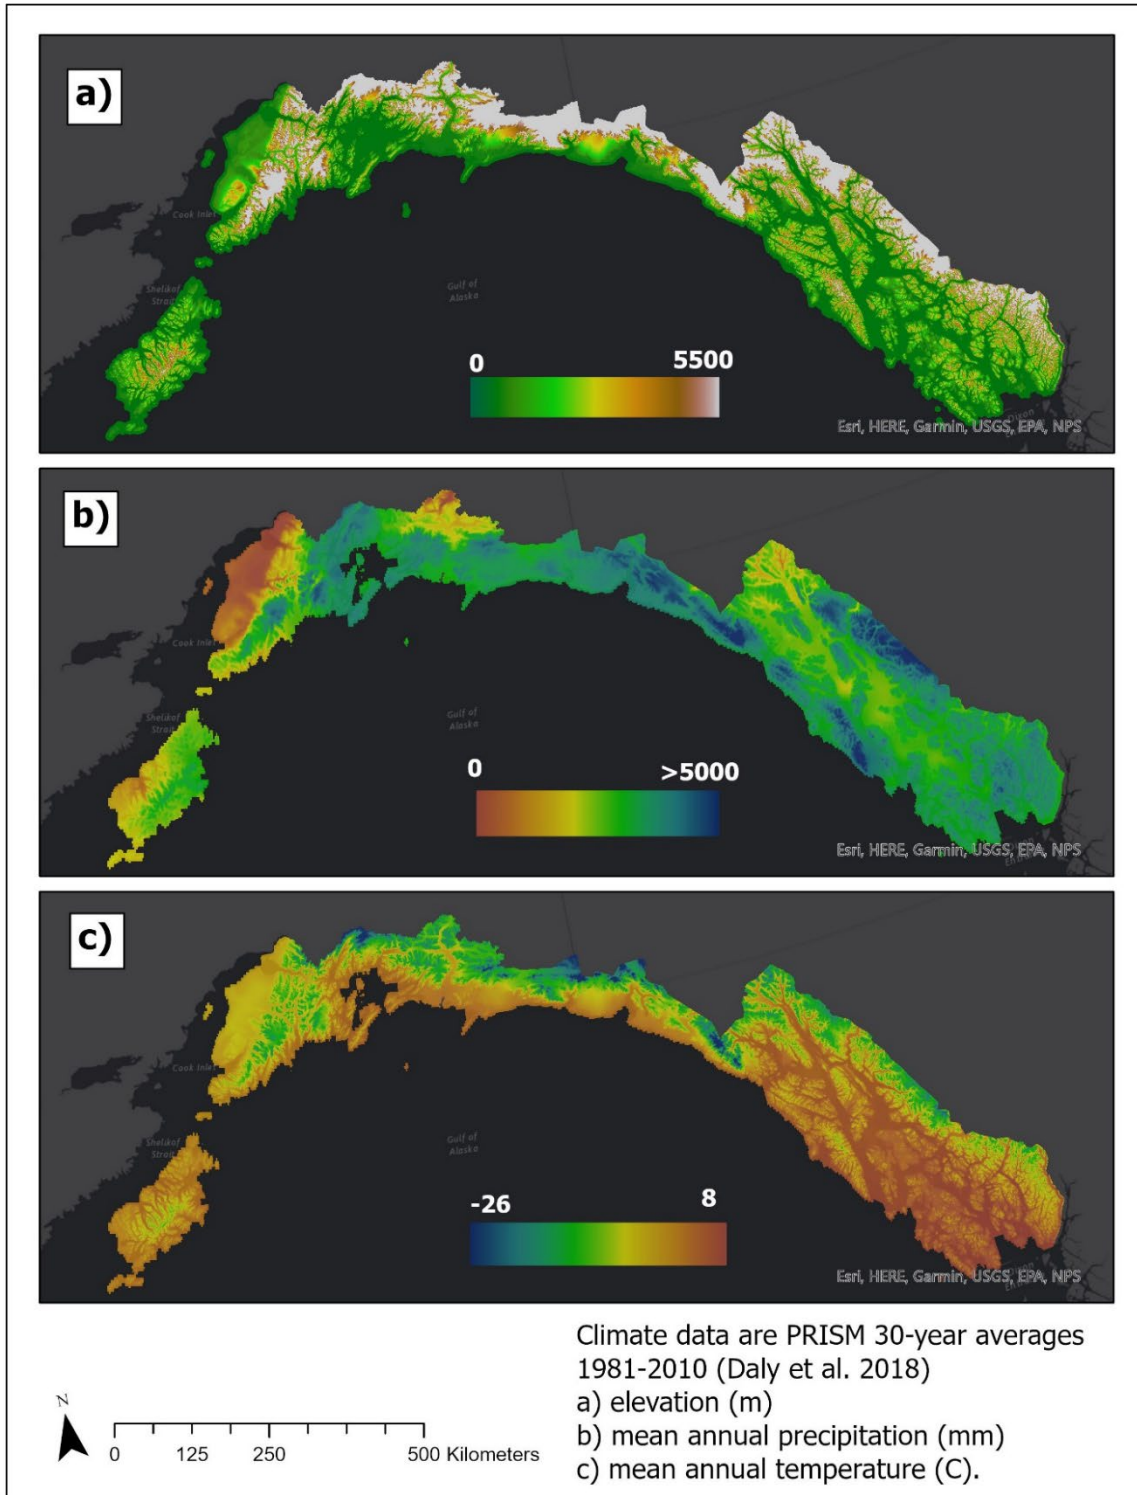 a)
Cook Inlet
Shelikof
Strait
Gulf of
Alaska
0 5500
Dixon
Esri, HERE, Garmin, USGS, EPA, NPS
b)
Cook Inlet
Shelikof
Strait
Gulf of
Alaska
0 >5000
Esri, HERE, Garmin, USGS, EPA, NPS
c)
Cook Inlet
Shelikof
Strait
Gulf of
Alaska
-26 8
Esri, HERE, Garmin, USGS, EPA, NPS
Climate data are PRISM 30-year averages
1981-2010 (Daly et al. 2018)
a) elevation (m)
b) mean annual precipitation (mm)
c) mean annual temperature (C).
N
0 125 250 500 Kilometers